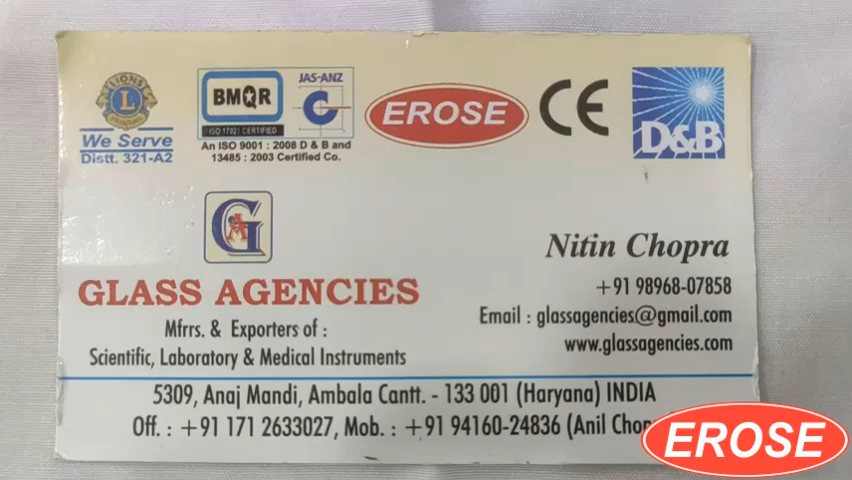 LIONS
L
We Serve
Distt. 321-A2
BMQR
ISO 17021 CERTIFIED
JAS-ANZ
An ISO 9001 : 2008 D & B and
13485 : 2003 Certified Co.
EROSE
CE
D&B
GLASS AGENCIES
Mfrrs. & Exporters of :
Scientific, Laboratory & Medical Instruments
Nitin Chopra
+91 98968-07858
Email : glassagencies@gmail.com
www.glassagencies.com
5309, Anaj Mandi, Ambala Cantt. - 133 001 (Haryana) INDIA
Off. : +91 171 2633027, Mob. : +91 94160-24836 (Anil
EROSE